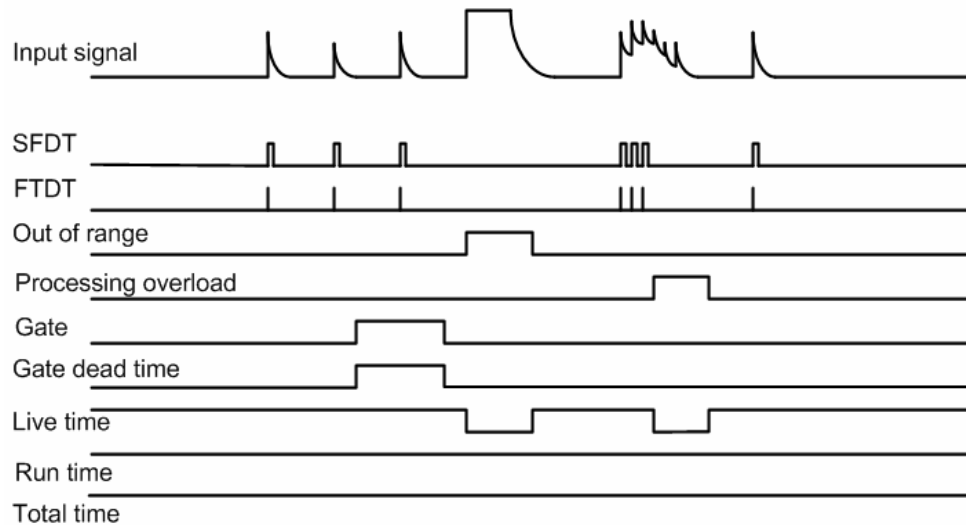 Input signal
SFDT
FTDT
Out of range
Processing overload
Gate
Gate dead time
Live time
Run time
Total time